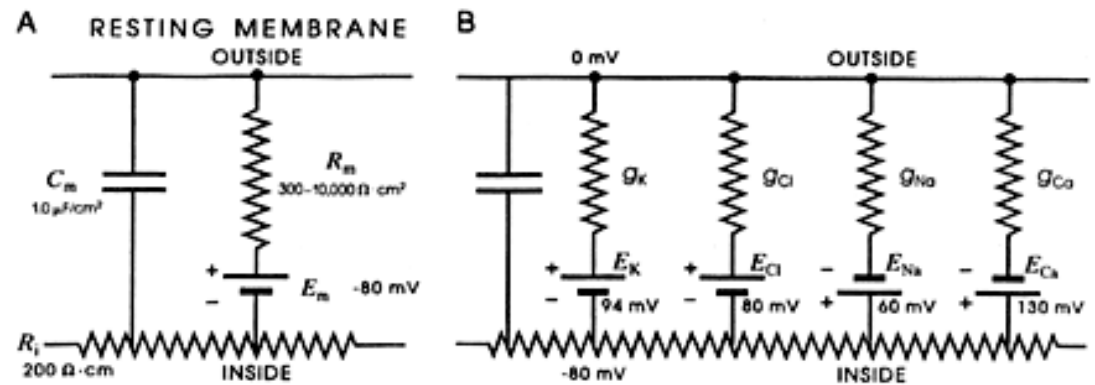 A RESTING MEMBRANE
OUTSIDE
Cm
1.0 μF/cm²
Rm
300-10,000 Ω cm²
+
Em -80 mV
−
Ri
200 Ω·cm
INSIDE
B
0 mV OUTSIDE
gK gCl gNa gCa
+ EK + ECl − ENa − ECa
− 94 mV − 80 mV + 60 mV + 130 mV
-80 mV INSIDE